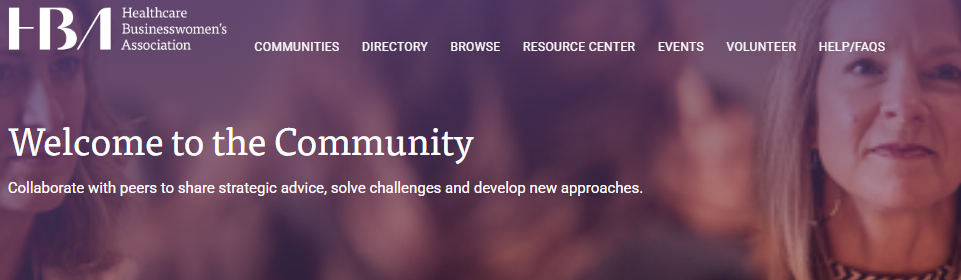 HBA
Healthcare
Businesswomen's
Association
COMMUNITIES DIRECTORY BROWSE RESOURCE CENTER EVENTS VOLUNTEER HELP/FAQS
Welcome to the Community
Collaborate with peers to share strategic advice, solve challenges and develop new approaches.